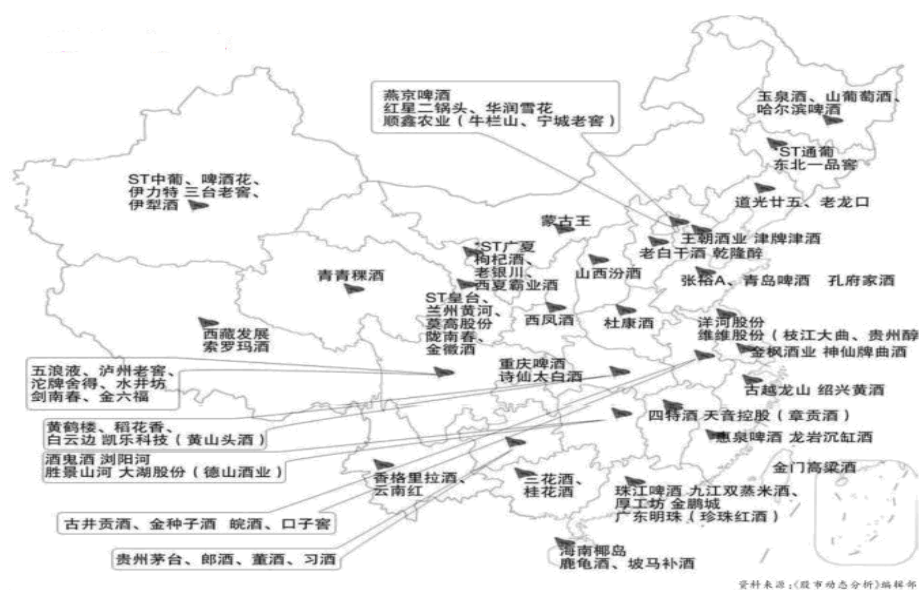 燕京啤酒
红星二锅头、华润雪花
顺鑫农业（牛栏山、宁城老窖）
玉泉酒、山葡萄酒、
哈尔滨啤酒
*ST通葡
东北一品窖
道光廿五、老龙口
ST中葡、啤酒花、
伊力特 三台老窖、
伊犁酒
蒙古王
王朝酒业 津牌津酒
老白干酒 乾隆醉
*ST广夏
枸杞酒、
老银川、
西夏霸业酒
山西汾酒
张裕A、青岛啤酒 孔府家酒
青青稞酒
ST皇台、
兰州黄河、
莫高股份
陇南春、
金徽酒
西凤酒
杜康酒
洋河股份
维维股份（枝江大曲、贵州醇
西藏发展
索罗玛酒
金枫酒业 神仙牌曲酒
五浪液、泸州老窖、
沱牌舍得、水井坊
剑南春、金六福
重庆啤酒
诗仙太白酒
古越龙山 绍兴黄酒
黄鹤楼、稻花香、
白云边 凯乐科技（黄山头酒）
四特酒 天音控股（章贡酒）
惠泉啤酒 龙岩沉缸酒
酒鬼酒 浏阳河
胜景山河 大湖股份（德山酒业）
金门高粱酒
香格里拉酒、
云南红
三花酒、
桂花酒
珠江啤酒 九江双蒸米酒、
厚工坊 金鹏城
广东明珠（珍珠红酒）
古井贡酒、金种子酒 皖酒、口子窖
贵州茅台、郎酒、董酒、习酒
海南椰岛
鹿龟酒、坡马补酒
资料来源：《股市动态分析》编辑部